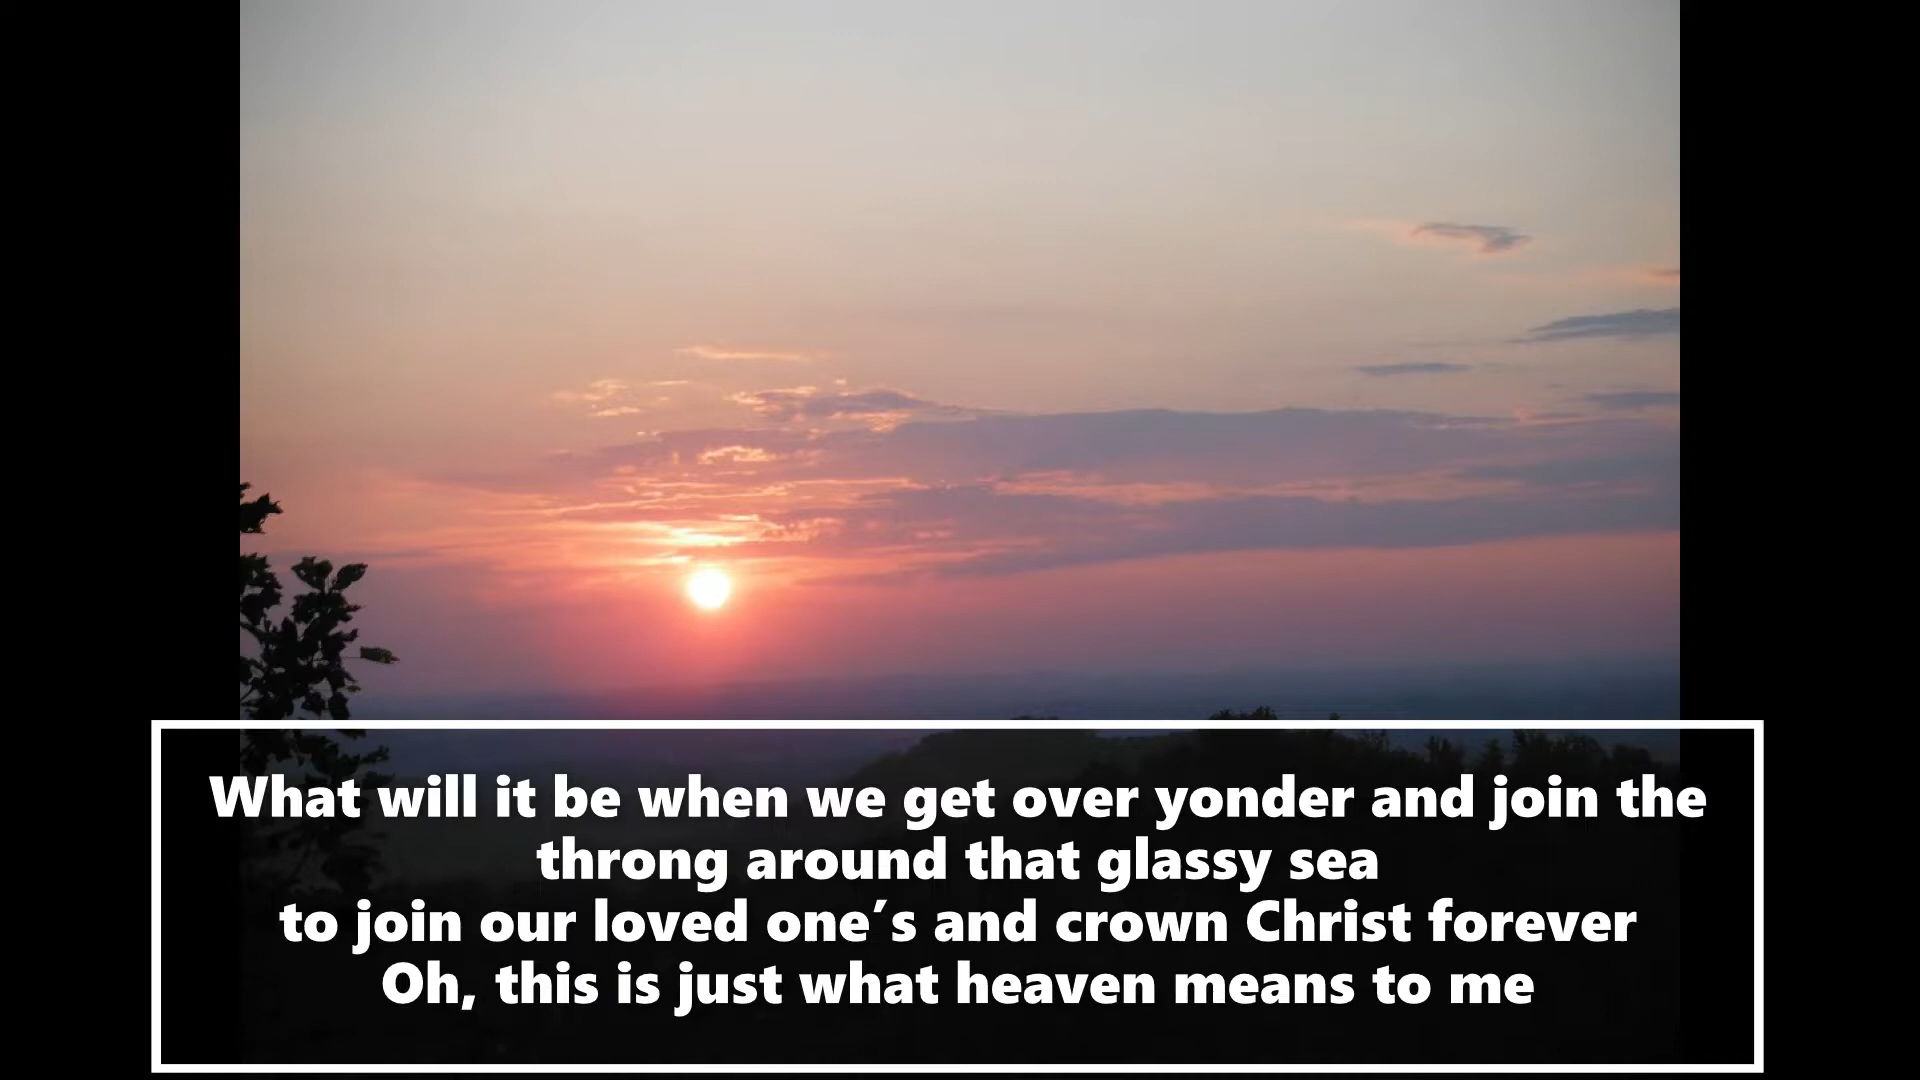 What will it be when we get over yonder and join the
throng around that glassy sea
to join our loved one’s and crown Christ forever
Oh, this is just what heaven means to me